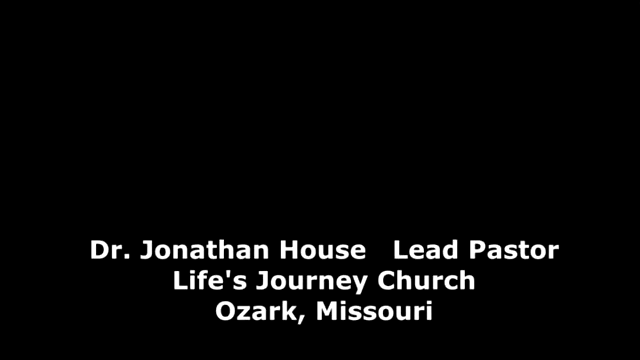 Dr. Jonathan House   Lead Pastor
Life's Journey Church
Ozark, Missouri